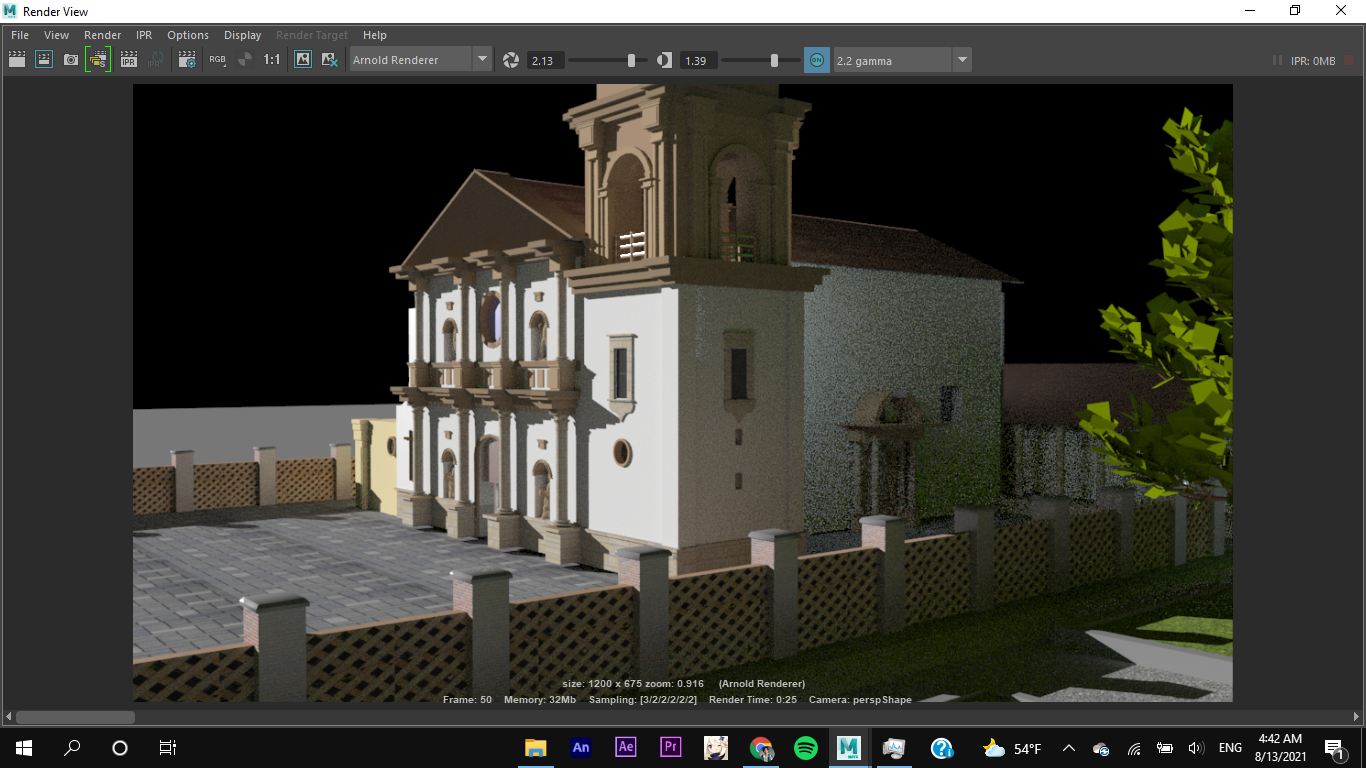 Render View
File View Render IPR Options Display Render Target Help
IPR IPR RGB 1:1 Arnold Renderer 2.13 1.39 ON 2.2 gamma IPR: 0MB
size: 1200 x 675 zoom: 0.916 (Arnold Renderer)
Frame: 50 Memory: 32Mb Sampling: [3/2/2/2/2/2] Render Time: 0:25 Camera: perspShape
An Ae Pr M 54°F ENG 4:42 AM
8/13/2021
1